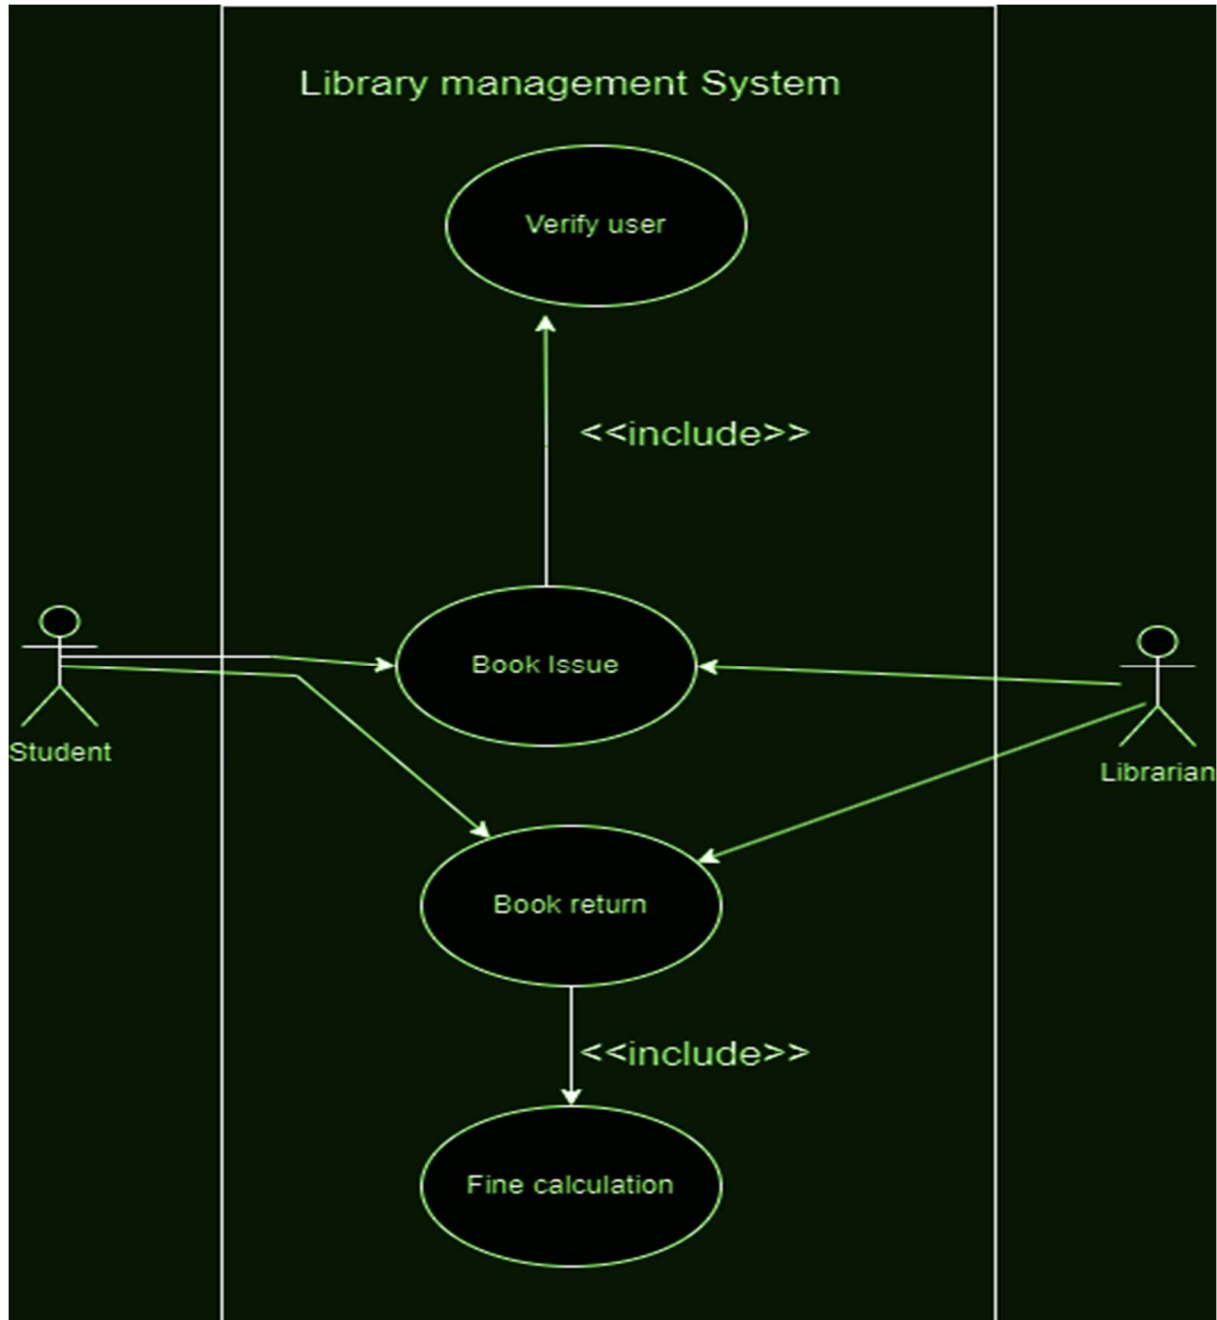 Library management System
Verify user
<<include>>
Book Issue
Student
Librarian
Book return
<<include>>
Fine calculation